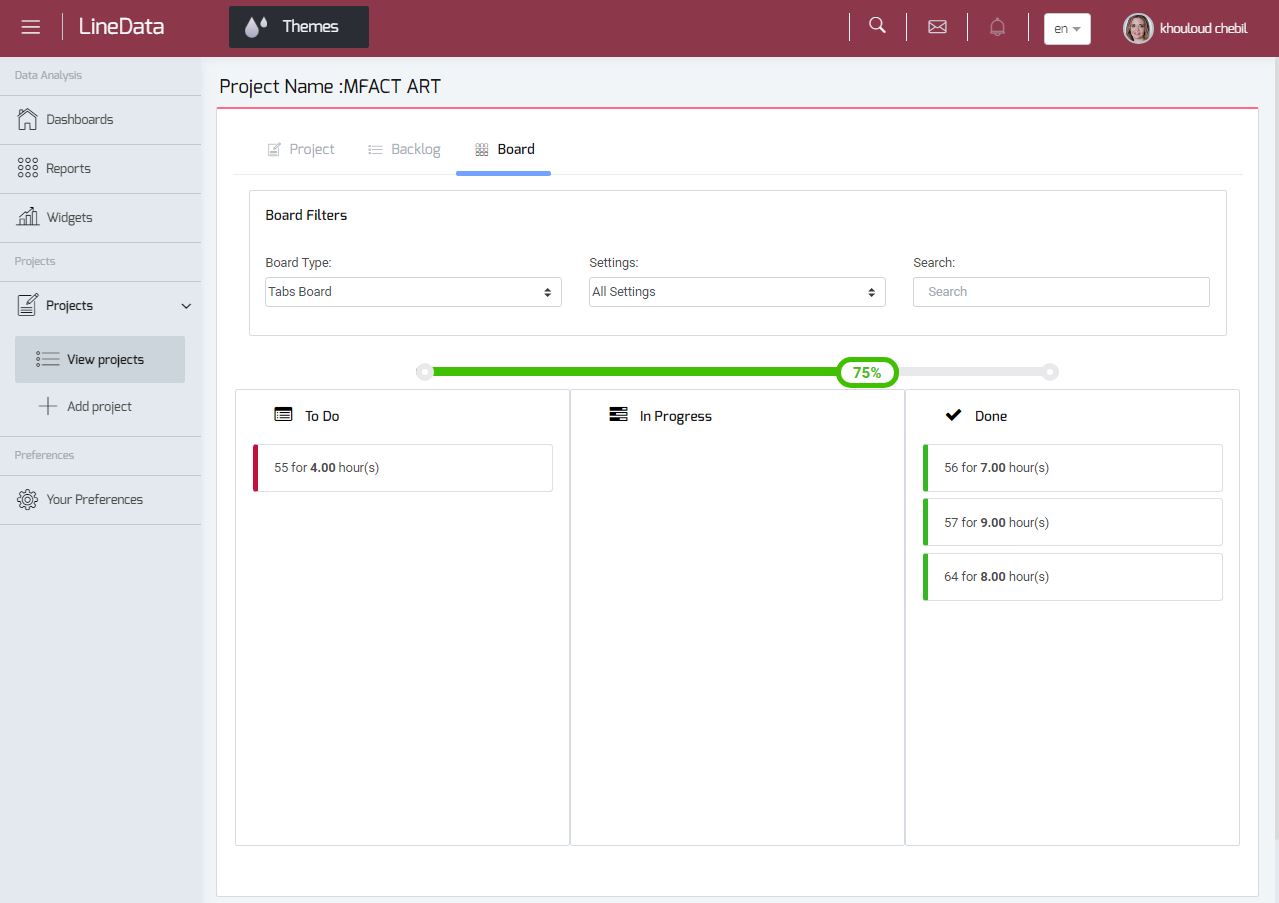 LineData
Themes
en
khouloud chebil
Data Analysis
Dashboards
Reports
Widgets
Projects
Projects
View projects
Add project
Preferences
Your Preferences
Project Name :MFACT ART
Project
Backlog
Board
Board Filters
Board Type:
Settings:
Search:
Tabs Board
All Settings
Search
75%
To Do
In Progress
Done
55 for 4.00 hour(s)
56 for 7.00 hour(s)
57 for 9.00 hour(s)
64 for 8.00 hour(s)